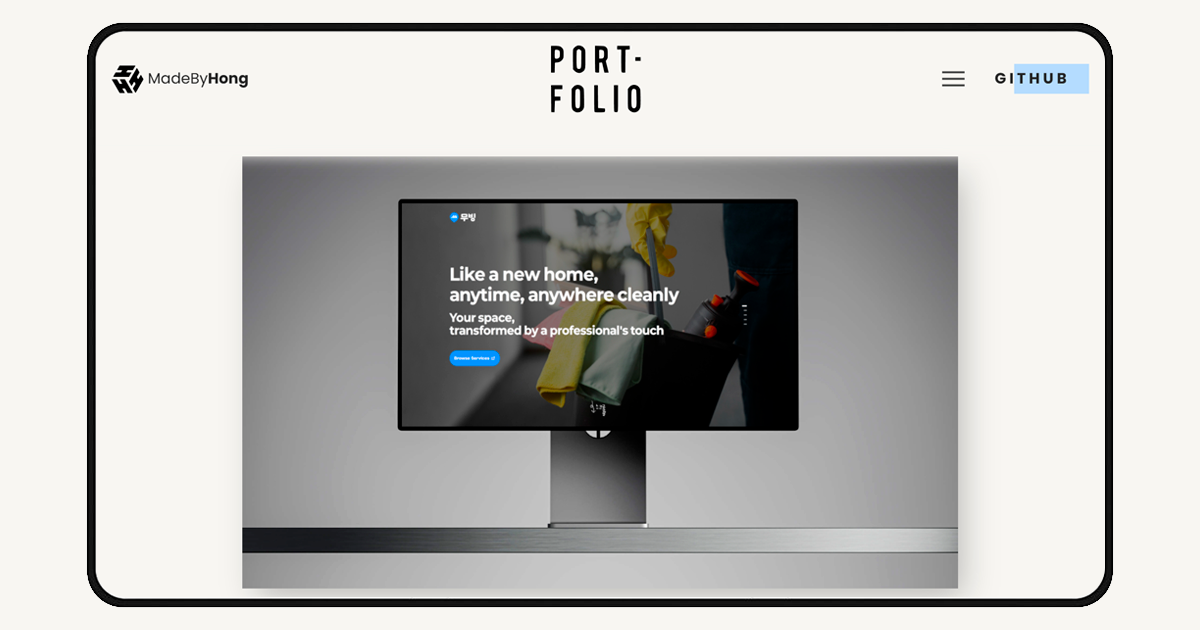 MadeByHong
PORT-
FOLIO
GITHUB
무빙
Like a new home,
anytime, anywhere cleanly
Your space,
transformed by a professional's touch
Browse Services